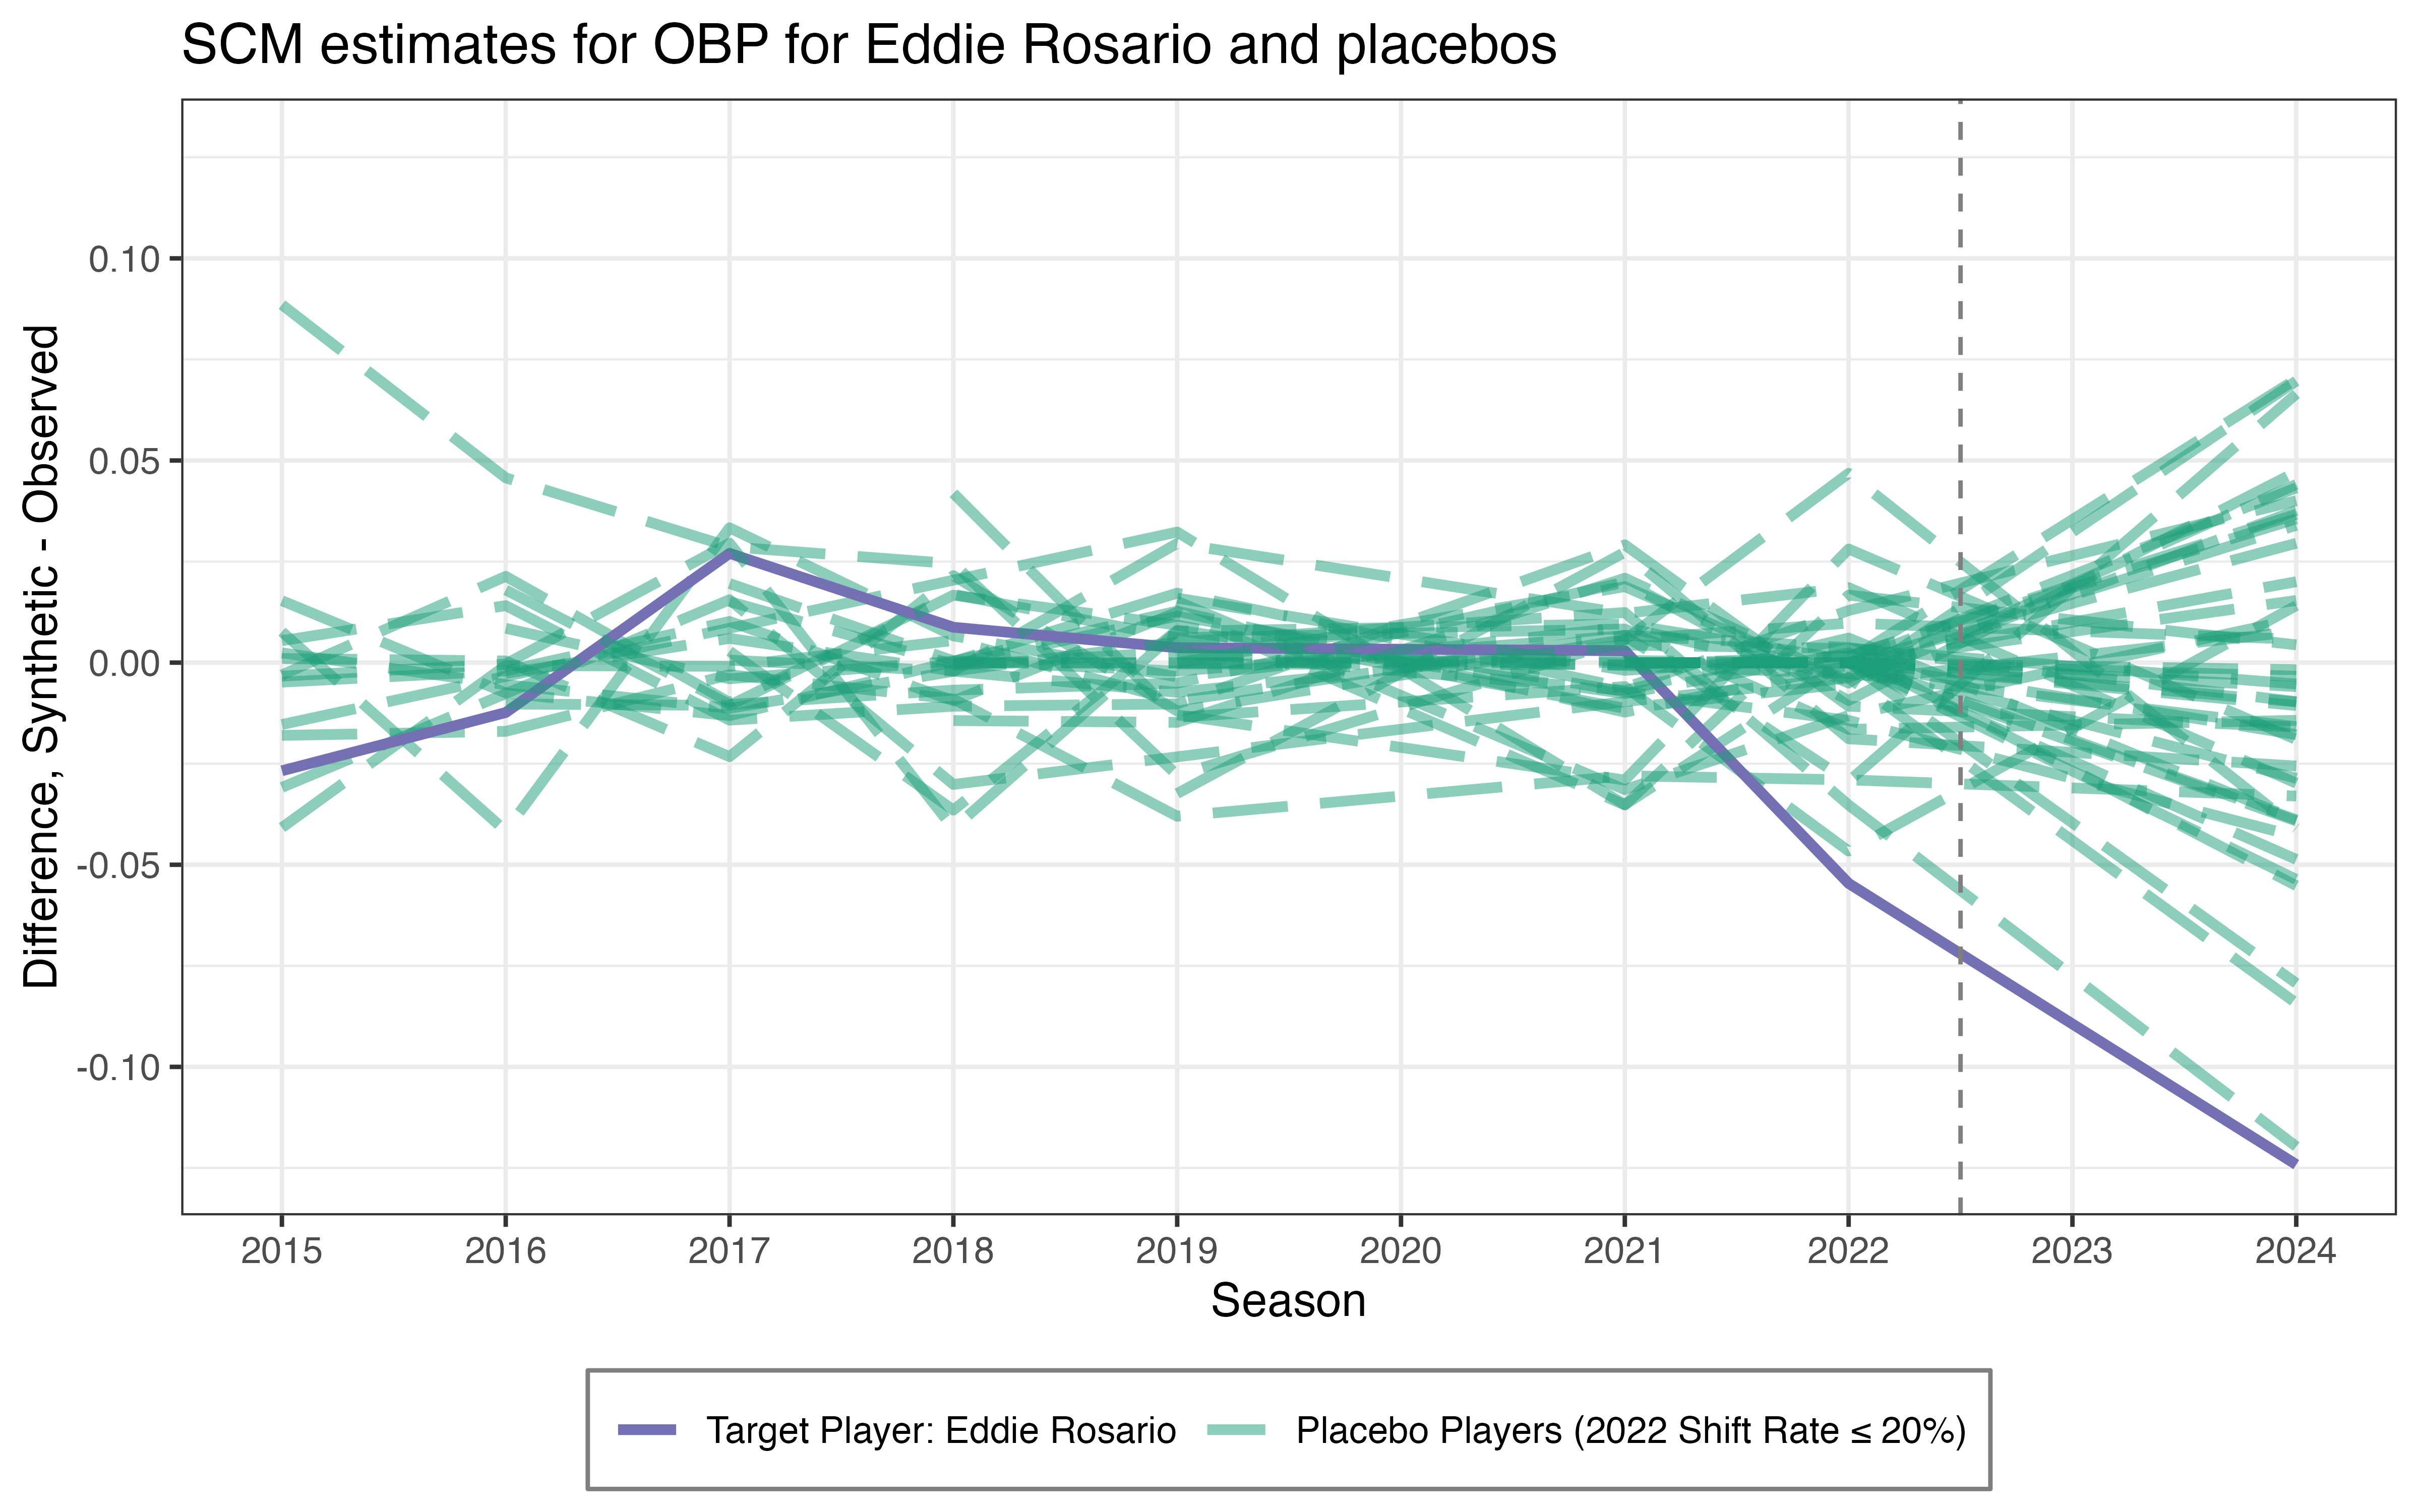 SCM estimates for OBP for Eddie Rosario and placebos
Difference, Synthetic - Observed
0.10
0.05
0.00
-0.05
-0.10
2015 2016 2017 2018 2019 2020 2021 2022 2023 2024
Season
Target Player: Eddie Rosario Placebo Players (2022 Shift Rate ≤ 20%)